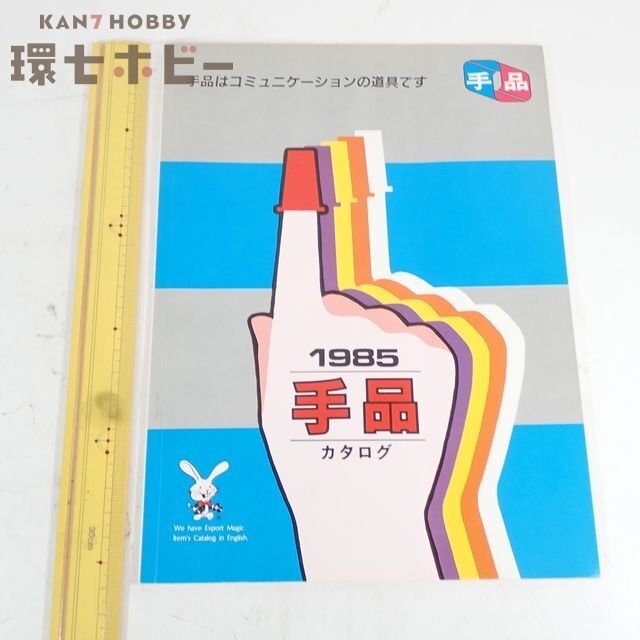 KAN7HOBBY
環七ホビー
手品はコミュニケーションの道具です
手品
1985
手品
カタログ
We have Export Magic
Item's Catalog in English.
30cm